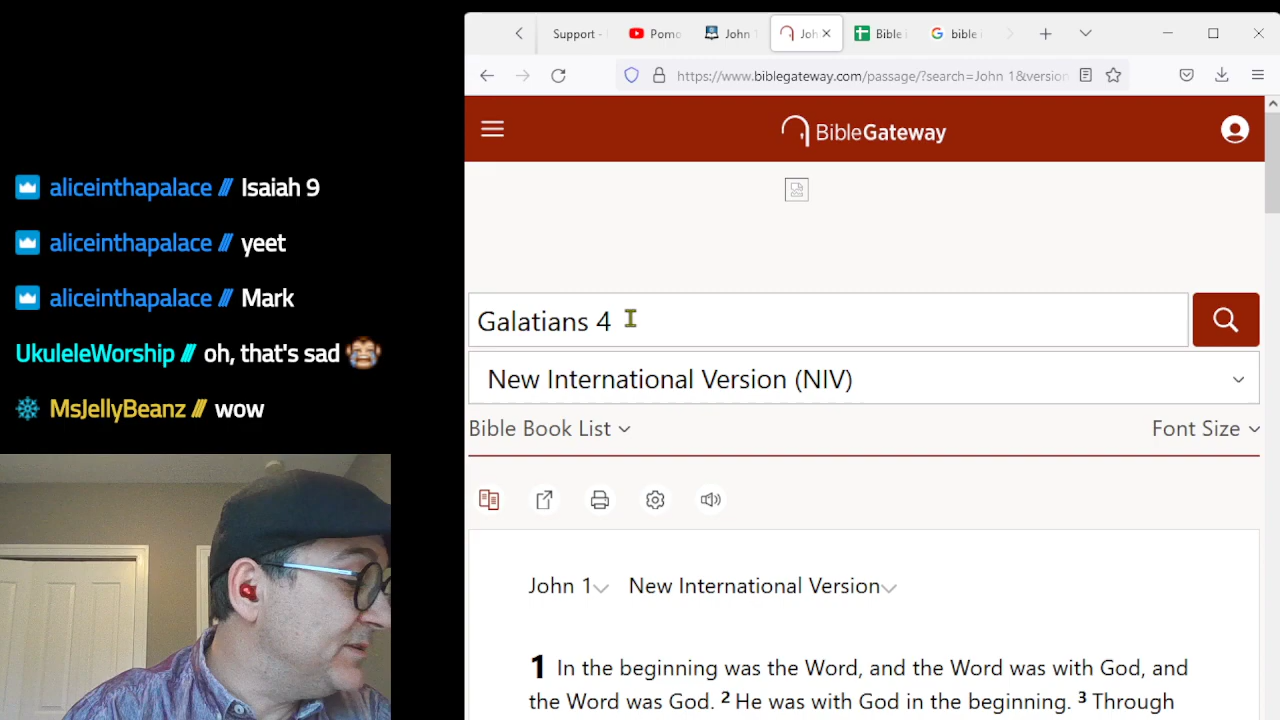 Support -
Pomo
John
Joh
Bible
bible
https://www.biblegateway.com/passage/?search=John 1&version
BibleGateway
aliceinthapalace /// Isaiah 9
aliceinthapalace /// yeet
aliceinthapalace /// Mark
UkuleleWorship /// oh, that's sad
MsJellyBeanz /// wow
Galatians 4
New International Version (NIV)
Bible Book List
Font Size
John 1 New International Version
1 In the beginning was the Word, and the Word was with God, and
the Word was God. 2 He was with God in the beginning. 3 Through